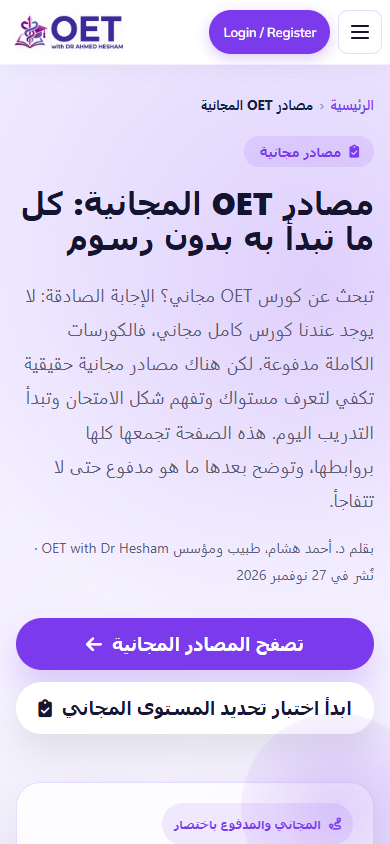 OET
with DR AHMED HESHAM
Login / Register
الرئيسية › مصادر OET المجانية
مصادر مجانية
مصادر OET المجانية: كل
ما تبدأ به بدون رسوم
تبحث عن كورس OET مجاني؟ الإجابة الصادقة: لا
يوجد عندنا كورس كامل مجاني، فالكورسات
الكاملة مدفوعة. لكن هناك مصادر مجانية حقيقية
تكفي لتعرف مستواك وتفهم شكل الامتحان وتبدأ
التدريب اليوم. هذه الصفحة تجمعها كلها
بروابطها، وتوضح بعدها ما هو مدفوع حتى لا
تتفاجأ.
بقلم د. أحمد هشام، طبيب ومؤسس OET with Dr Hesham ·
نُشر في 27 نوفمبر 2026
تصفح المصادر المجانية
ابدأ اختبار تحديد المستوى المجاني
المجاني والمدفوع باختصار